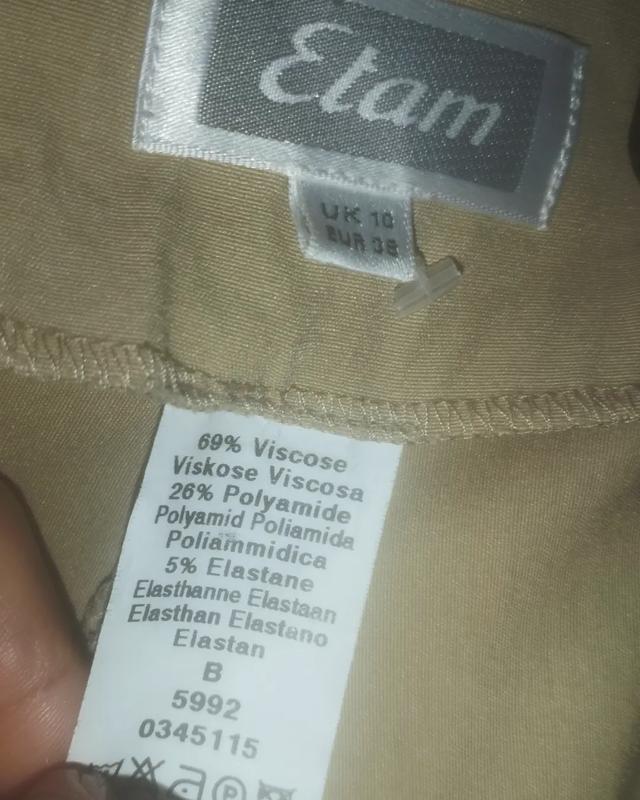 Etam
UK 10
EUR 38
69% Viscose
Viskose Viscosa
26% Polyamide
Polyamid Poliamida
Poliammidica
5% Elastane
Elasthanne Elastaan
Elasthan Elastano
Elastan
B
5992
0345115
P